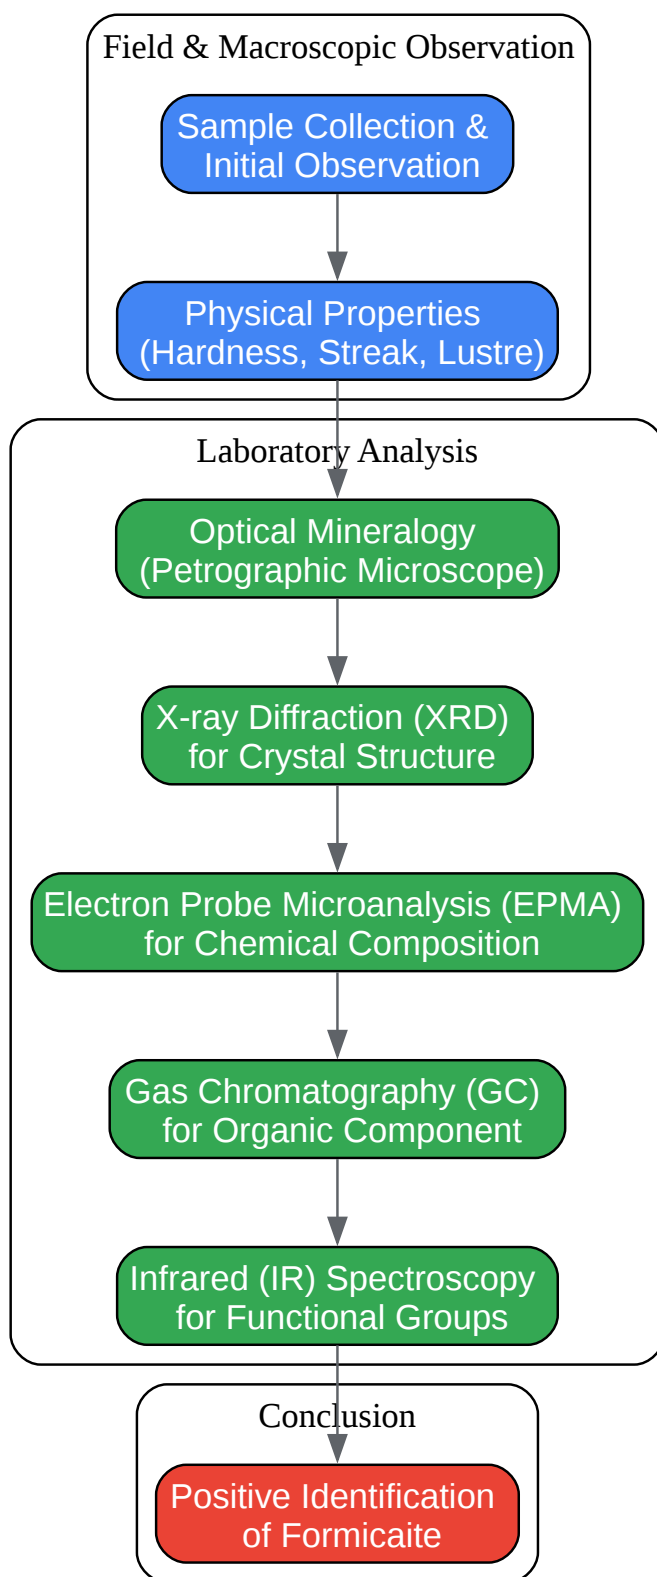 Field & Macroscopic Observation
Sample Collection &
Initial Observation
Physical Properties
(Hardness, Streak, Lustre)
Laboratory Analysis
Optical Mineralogy
(Petrographic Microscope)
X-ray Diffraction (XRD)
for Crystal Structure
Electron Probe Microanalysis (EPMA)
for Chemical Composition
Gas Chromatography (GC)
for Organic Component
Infrared (IR) Spectroscopy
for Functional Groups
Conclusion
Positive Identification
of Formicaite